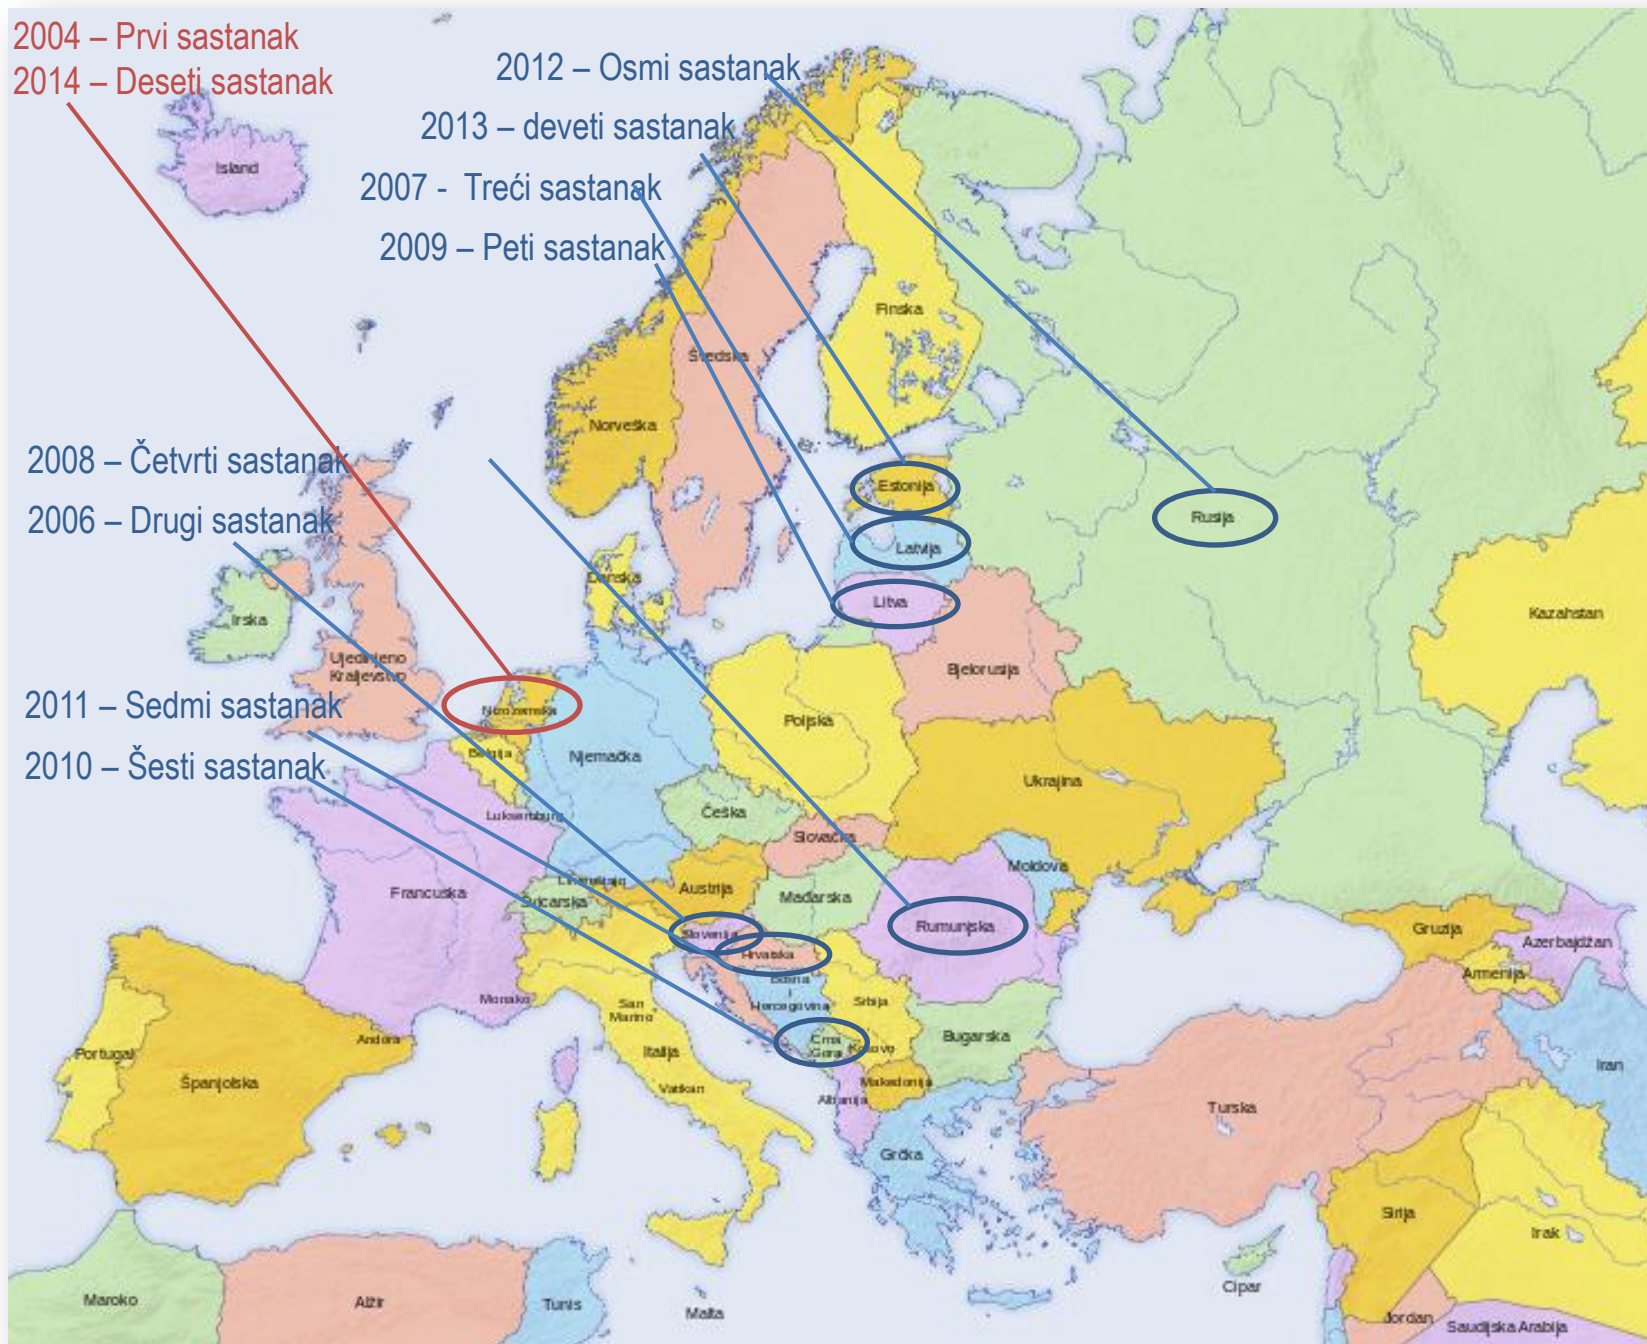 2004 – Prvi sastanak
2014 – Deseti sastanak
2012 – Osmi sastanak
2013 – deveti sastanak
2007 - Treći sastanak
2009 – Peti sastanak
2008 – Četvrti sastanak
2006 – Drugi sastanak
2011 – Sedmi sastanak
2010 – Šesti sastanak
Island
Finska
Švedska
Norveška
Estonija
Rusija
Latvija
Litva
Danska
Kazahstan
Irska
Ujedinjeno
Kraljevstvo
Bjelorusija
Nizozemska
Poljska
Belgija
Njemačka
Ukrajina
Luksemburg
Češka
Slovačka
Moldova
Lihtenštajn
Francuska
Švicarska
Austrija
Mađarska
Rumunjska
Slovenija
Hrvatska
Gruzija
Azerbajdžan
Armenija
Bosna
i
Hercegovina
Monako
San
Marino
Srbija
Andora
Portugal
Španjolska
Italija
Crna
Gora
Kosovo
Bugarska
Vatikan
Makedonija
Albanija
Iran
Turska
Grčka
Sirija
Irak
Cipar
Maroko
Alžir
Tunis
Malta
Jordan
Saudijska Arabija